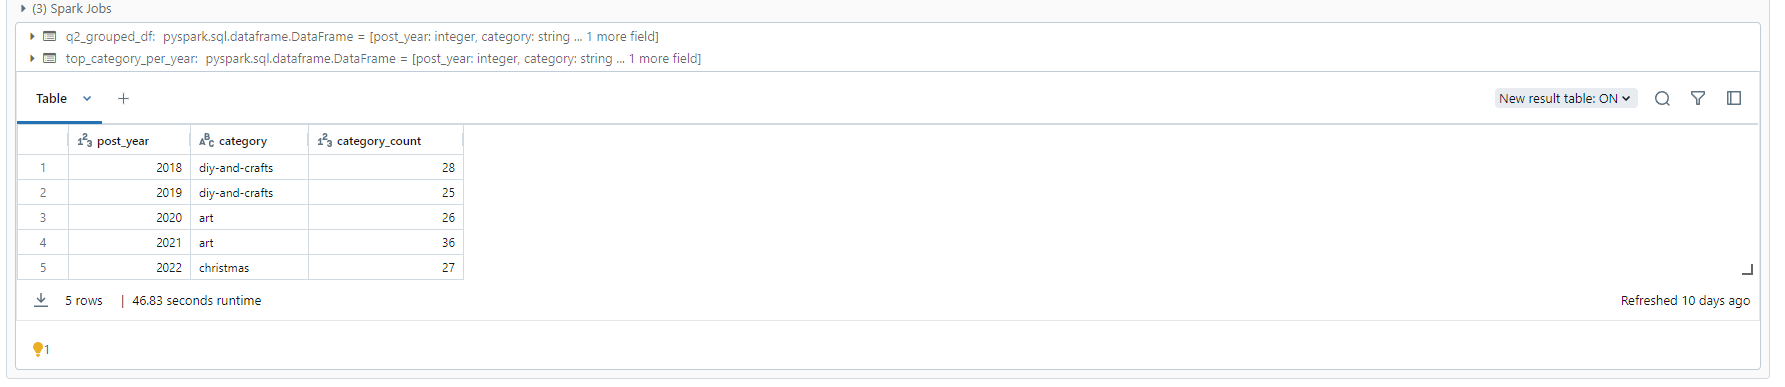 (3) Spark Jobs
q2_grouped_df: pyspark.sql.dataframe.DataFrame = [post_year: integer, category: string ... 1 more field]
top_category_per_year: pyspark.sql.dataframe.DataFrame = [post_year: integer, category: string ... 1 more field]
Table + New result table: ON
123 post_year ABC category 123 category_count
1 2018 diy-and-crafts 28
2 2019 diy-and-crafts 25
3 2020 art 26
4 2021 art 36
5 2022 christmas 27
5 rows | 46.83 seconds runtime Refreshed 10 days ago
1